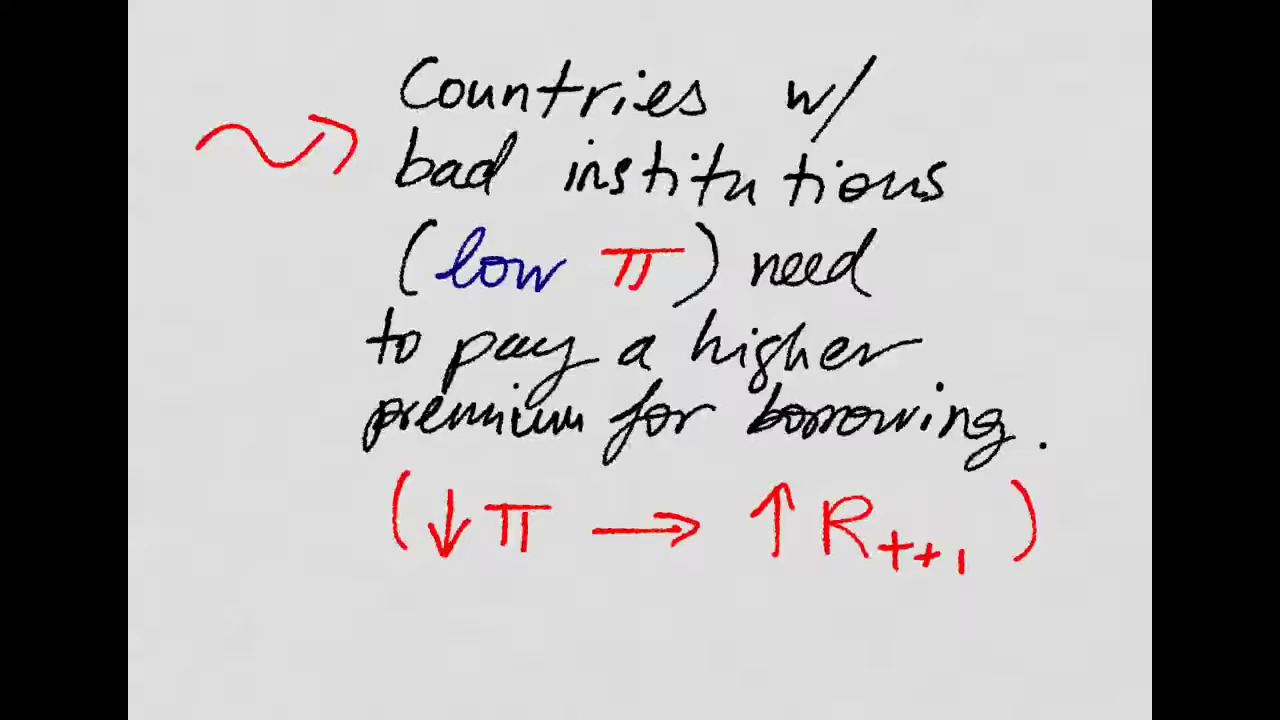 Countries w/
bad institutions
(low π) need
to pay a higher
premium for borrowing.
(↓π → ↑R_{t+1})